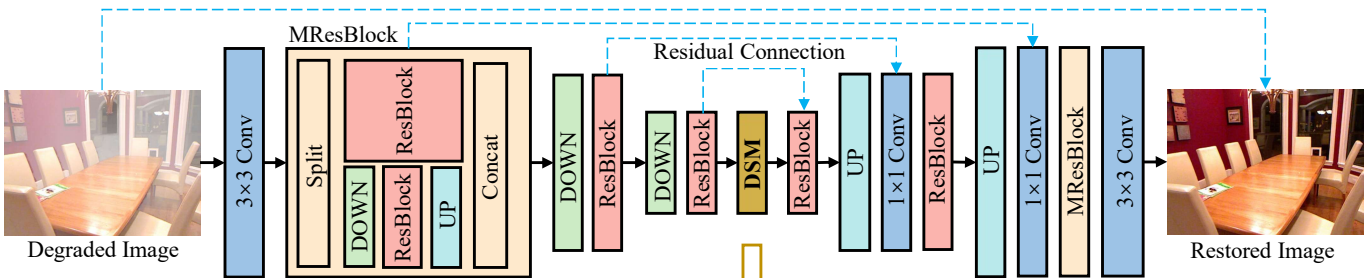 MResBlock
Residual Connection
3×3 Conv
Split
ResBlock
DOWN
ResBlock
UP
Concat
DOWN
ResBlock
DOWN
ResBlock
DSM
ResBlock
UP
1×1 Conv
ResBlock
UP
1×1 Conv
MResBlock
3×3 Conv
Degraded Image
Restored Image